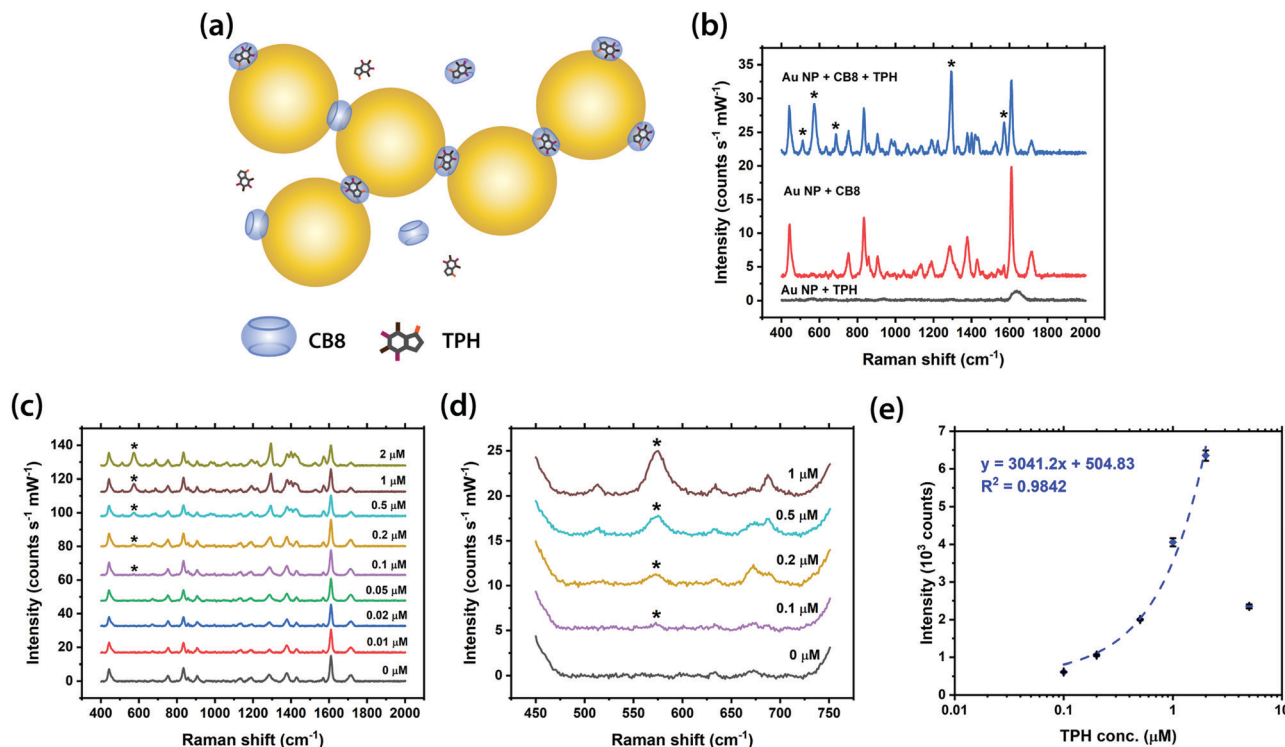 (a)
CB8
TPH
(b)
Au NP + CB8 + TPH
*
*
*
*
*
Au NP + CB8
Au NP + TPH
35
30
25
20
15
10
5
0
Intensity (counts s⁻¹ mW⁻¹)
400 600 800 1000 1200 1400 1600 1800 2000
Raman shift (cm⁻¹)
(c)
140
120
100
80
60
40
20
0
Intensity (counts s⁻¹ mW⁻¹)
* 2 μM
* 1 μM
* 0.5 μM
* 0.2 μM
* 0.1 μM
0.05 μM
0.02 μM
0.01 μM
0 μM
400 600 800 1000 1200 1400 1600 1800 2000
Raman shift (cm⁻¹)
(d)
25
20
15
10
5
0
Intensity (counts s⁻¹ mW⁻¹)
* 1 μM
* 0.5 μM
* 0.2 μM
* 0.1 μM
0 μM
450 500 550 600 650 700 750
Raman shift (cm⁻¹)
(e)
7
6
5
4
3
2
1
0
Intensity (10³ counts)
y = 3041.2x + 504.83
R² = 0.9842
0.01 0.1 1 10
TPH conc. (μM)